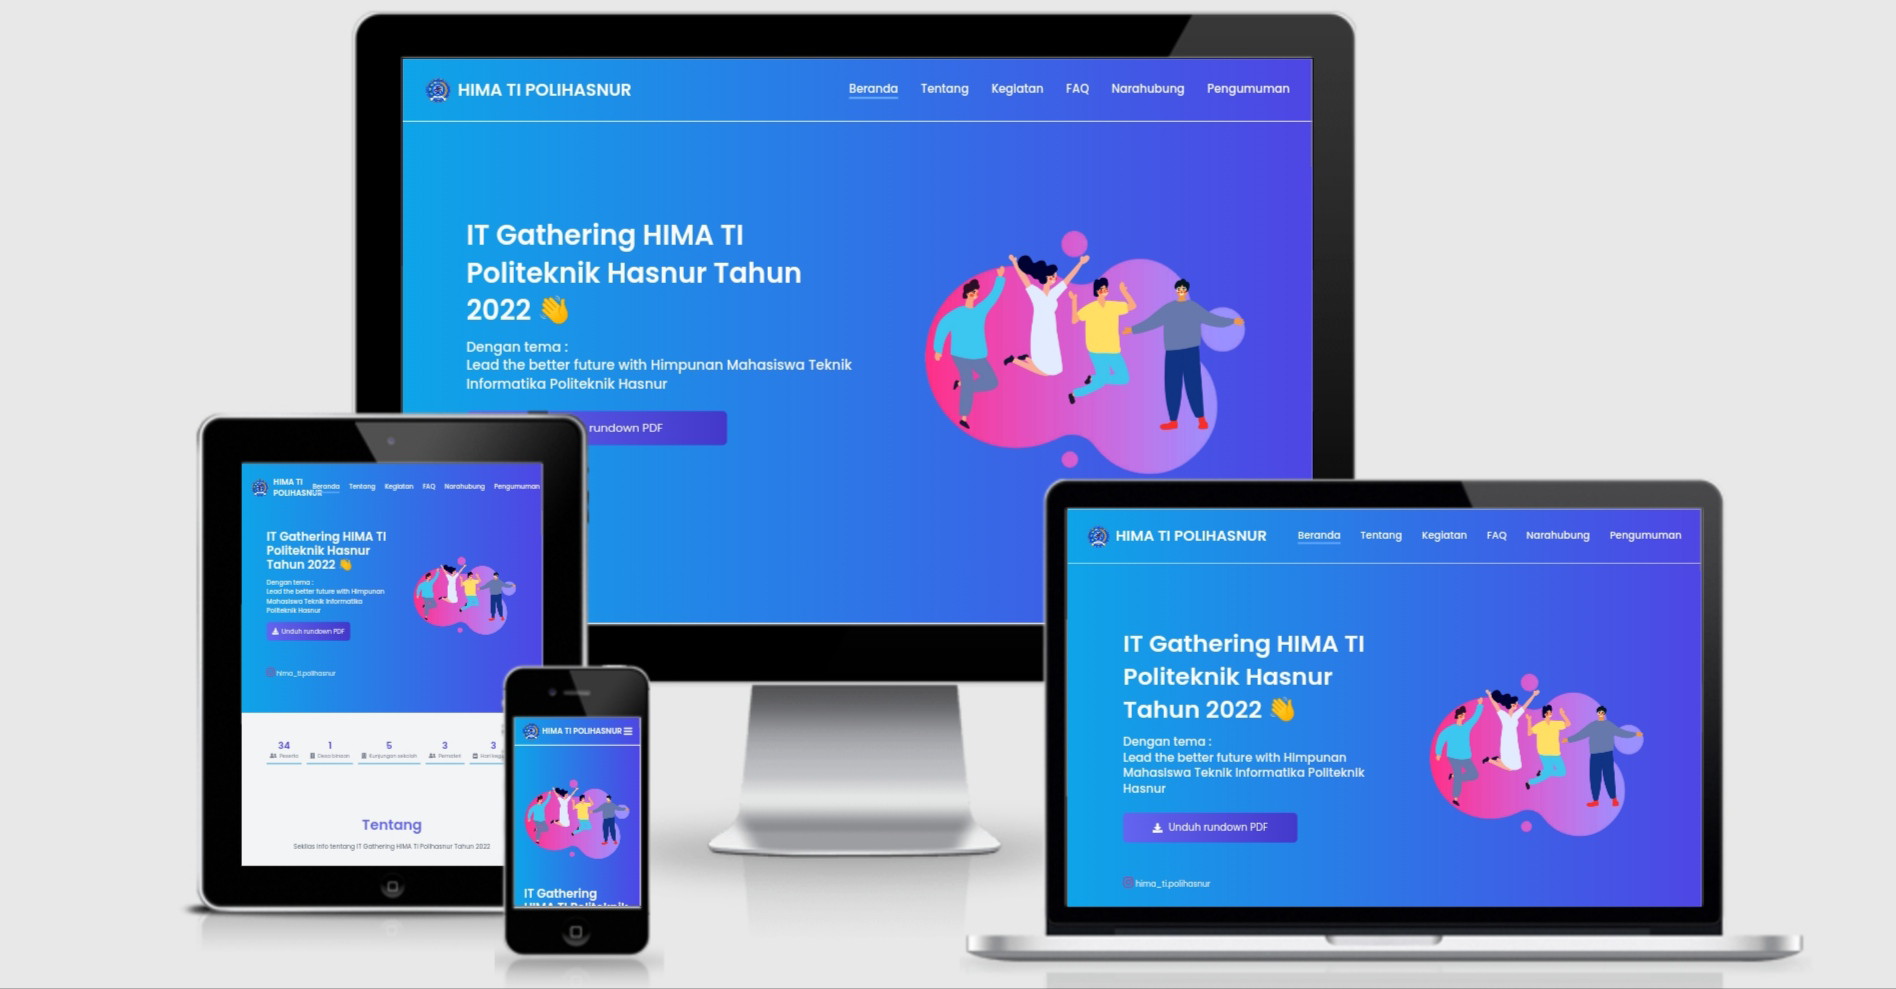 HIMA TI POLIHASNUR
Beranda Tentang Kegiatan FAQ Narahubung Pengumuman
IT Gathering HIMA TI
Politeknik Hasnur Tahun
2022 👋
Dengan tema :
Lead the better future with Himpunan Mahasiswa Teknik
Informatika Politeknik Hasnur
rundown PDF
HIMA TI
POLIHASNUR
Beranda Tentang Kegiatan FAQ Narahubung Pengumuman
IT Gathering HIMA TI
Politeknik Hasnur
Tahun 2022 👋
Dengan tema :
Lead the better future with Himpunan
Mahasiswa Teknik Informatika
Politeknik Hasnur
Unduh rundown PDF
hima_ti.polihasnur
34 1 5 3 3
Peserta Desa binaan Kunjungan sekolah Pemateri Hari
Tentang
Sekilas info tentang IT Gathering HIMA TI Polihasnur Tahun 2022
HIMA TI POLIHASNUR
IT Gathering
HIMA TI Politeknik
HIMA TI POLIHASNUR
Beranda Tentang Kegiatan FAQ Narahubung Pengumuman
IT Gathering HIMA TI
Politeknik Hasnur
Tahun 2022 👋
Dengan tema :
Lead the better future with Himpunan
Mahasiswa Teknik Informatika Politeknik
Hasnur
Unduh rundown PDF
hima_ti.polihasnur